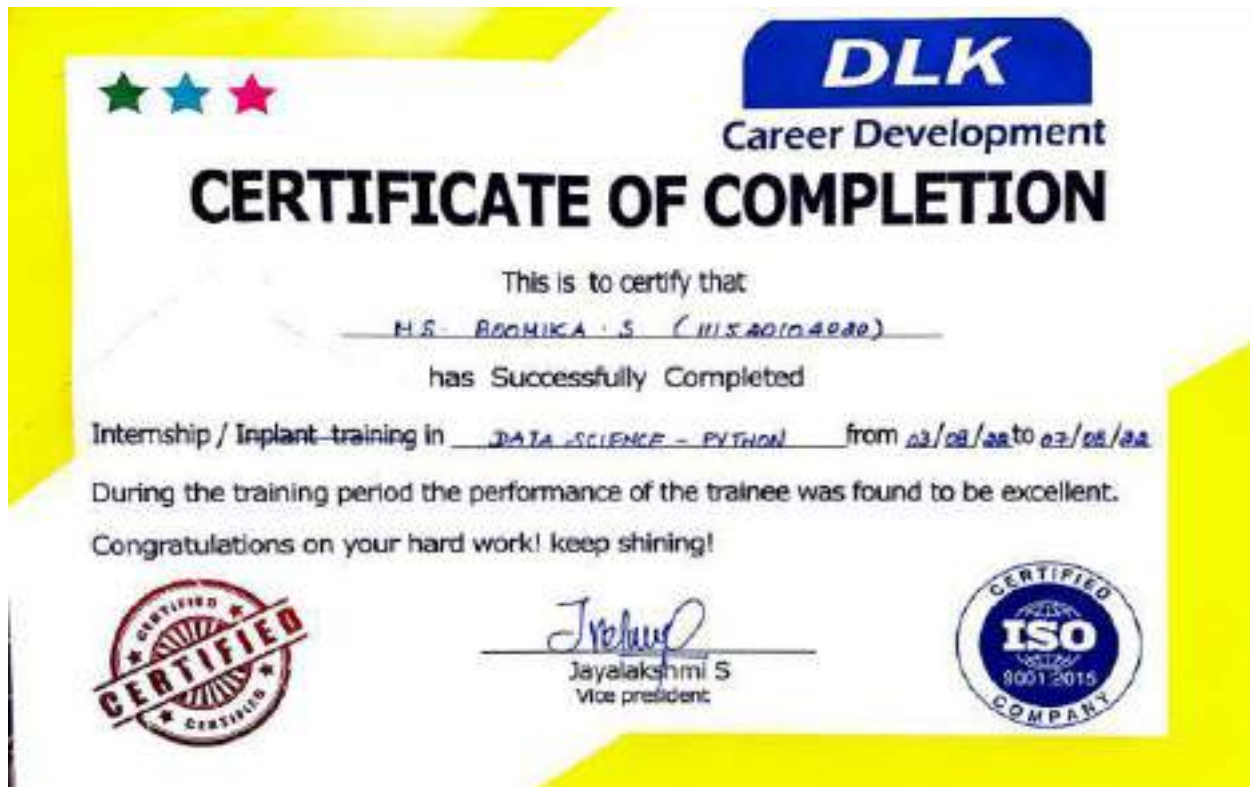 DLK
Career Development
CERTIFICATE OF COMPLETION
This is to certify that
MS. BOOMIKA . S
has Successfully Completed
Internship / Inplant training in DATA SCIENCE - PYTHON from 03/08/22 to 07/08/22
During the training period the performance of the trainee was found to be excellent.
Congratulations on your hard work! keep shining!
CERTIFIED
CERTIFIED
CERTIFIED
Jayalakshmi S
Vice president
CERTIFIED
ISO
9001:2015
COMPANY